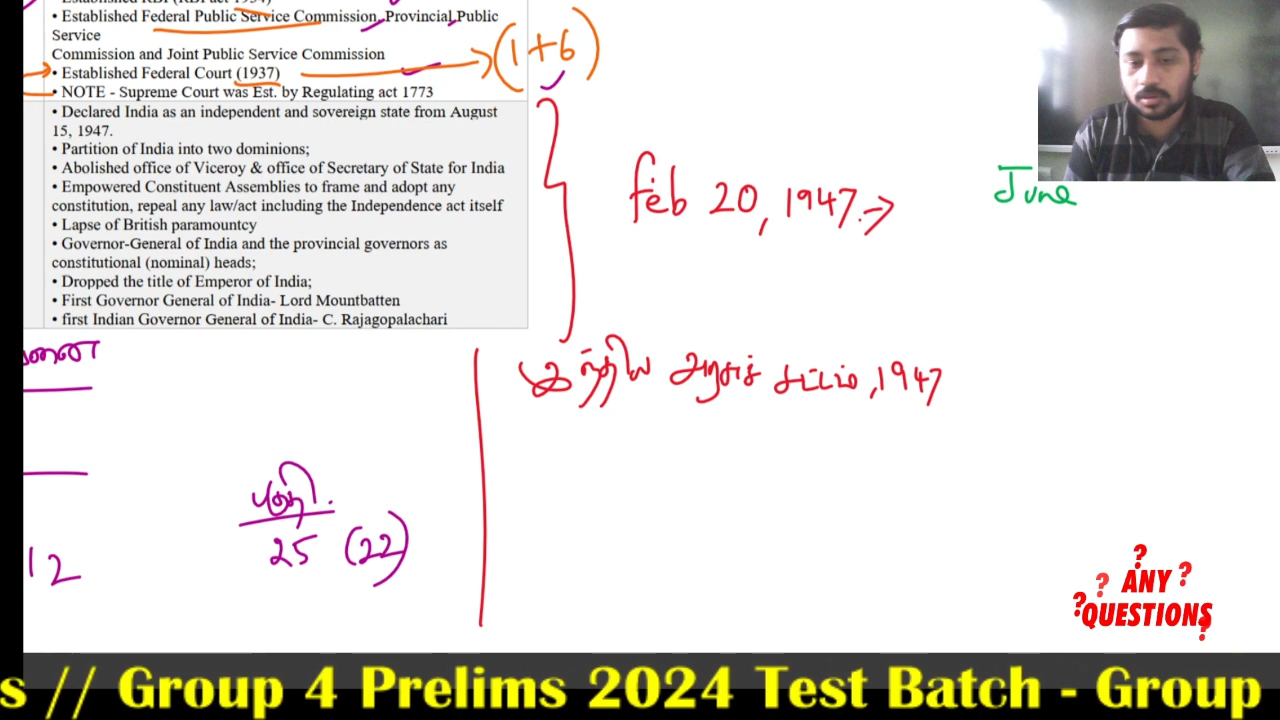 • Established Federal Public Service Commission, Provincial Public
Service
Commission and Joint Public Service Commission
• Established Federal Court (1937)
(1+6)
• NOTE - Supreme Court was Est. by Regulating act 1773
• Declared India as an independent and sovereign state from August
15, 1947.
• Partition of India into two dominions;
• Abolished office of Viceroy & office of Secretary of State for India
• Empowered Constituent Assemblies to frame and adopt any
constitution, repeal any law/act including the Independence act itself
• Lapse of British paramountcy
• Governor-General of India and the provincial governors as
constitutional (nominal) heads;
• Dropped the title of Emperor of India;
• First Governor General of India- Lord Mountbatten
• first Indian Governor General of India- C. Rajagopalachari
Feb 20, 1947 →
June
இந்திய அரசுச் சட்டம், 1947
பகுதி.
25 (22)
12
? ANY ?
?QUESTIONS?
s // Group 4 Prelims 2024 Test Batch - Group